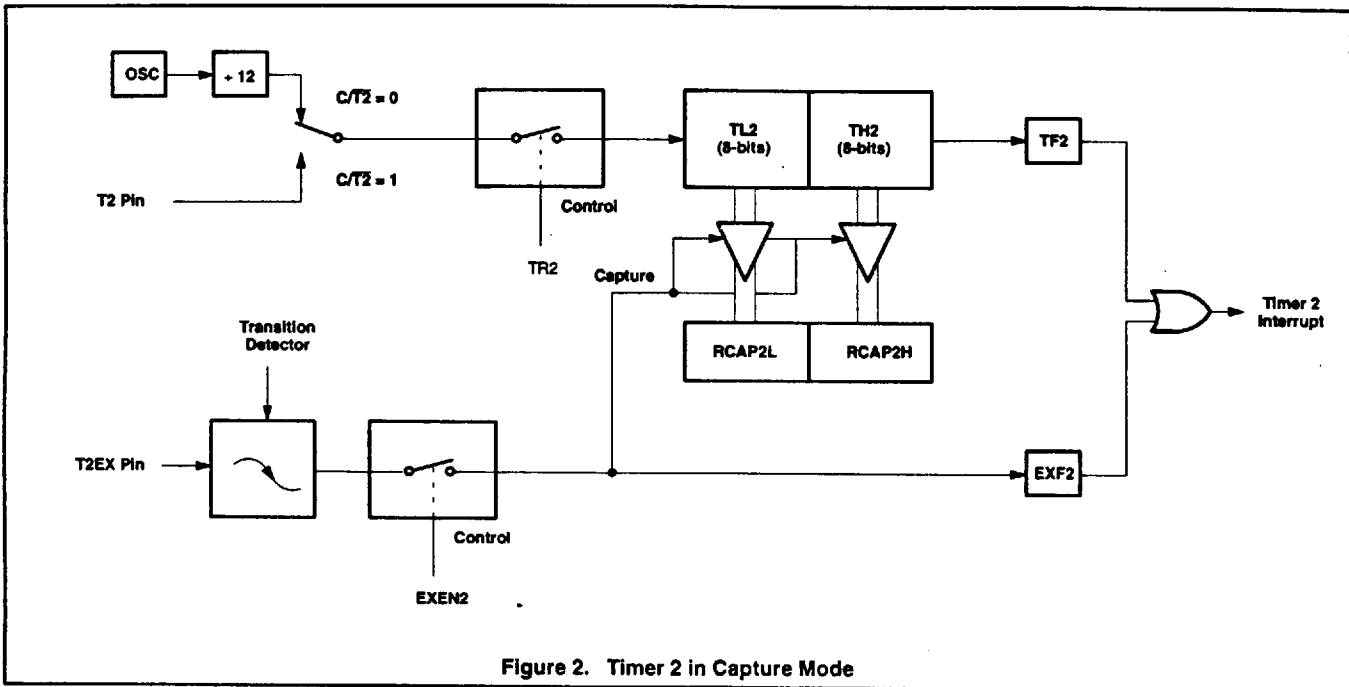 OSC
÷ 12
C/T2̅ = 0
C/T2̅ = 1
T2 Pin
Control
TR2
TL2
(8-bits)
TH2
(8-bits)
TF2
Capture
RCAP2L
RCAP2H
Timer 2
Interrupt
Transition
Detector
T2EX Pin
Control
EXEN2
EXF2
Figure 2. Timer 2 in Capture Mode